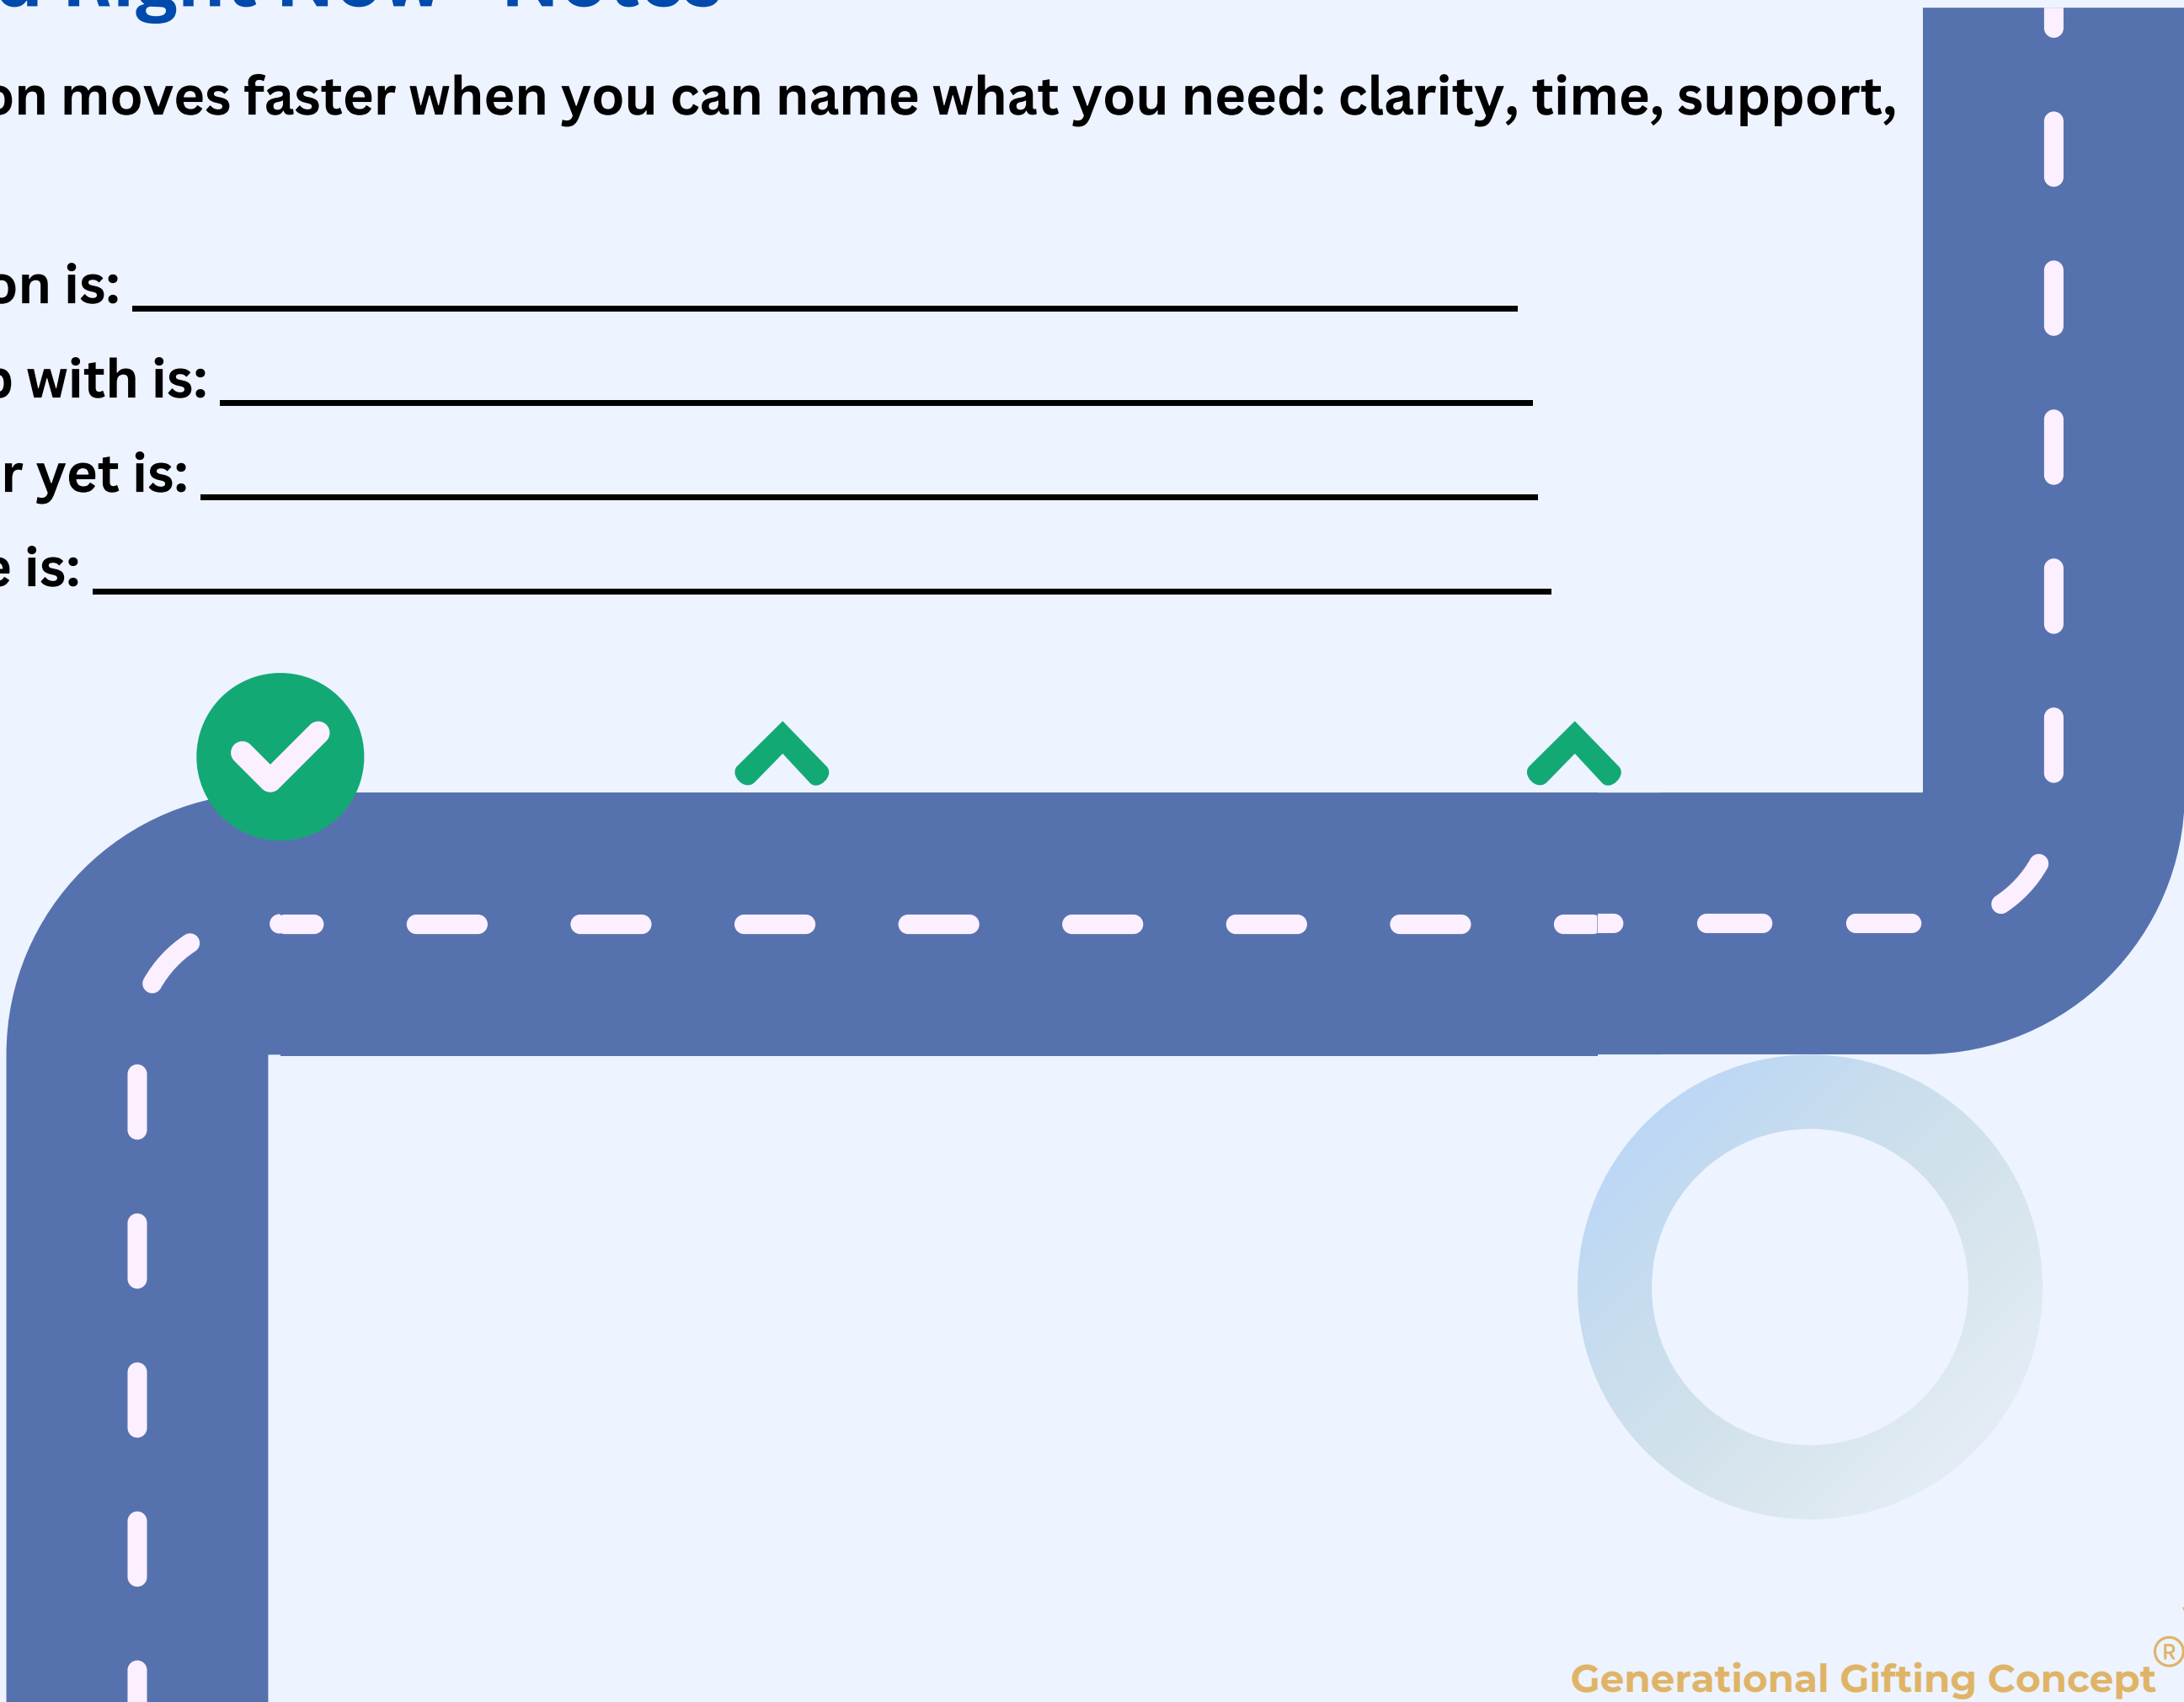 on moves faster when you can name what you need: clarity, time, support,
on is:
with is:
yet is:
is:
Generational Gifting Concept®